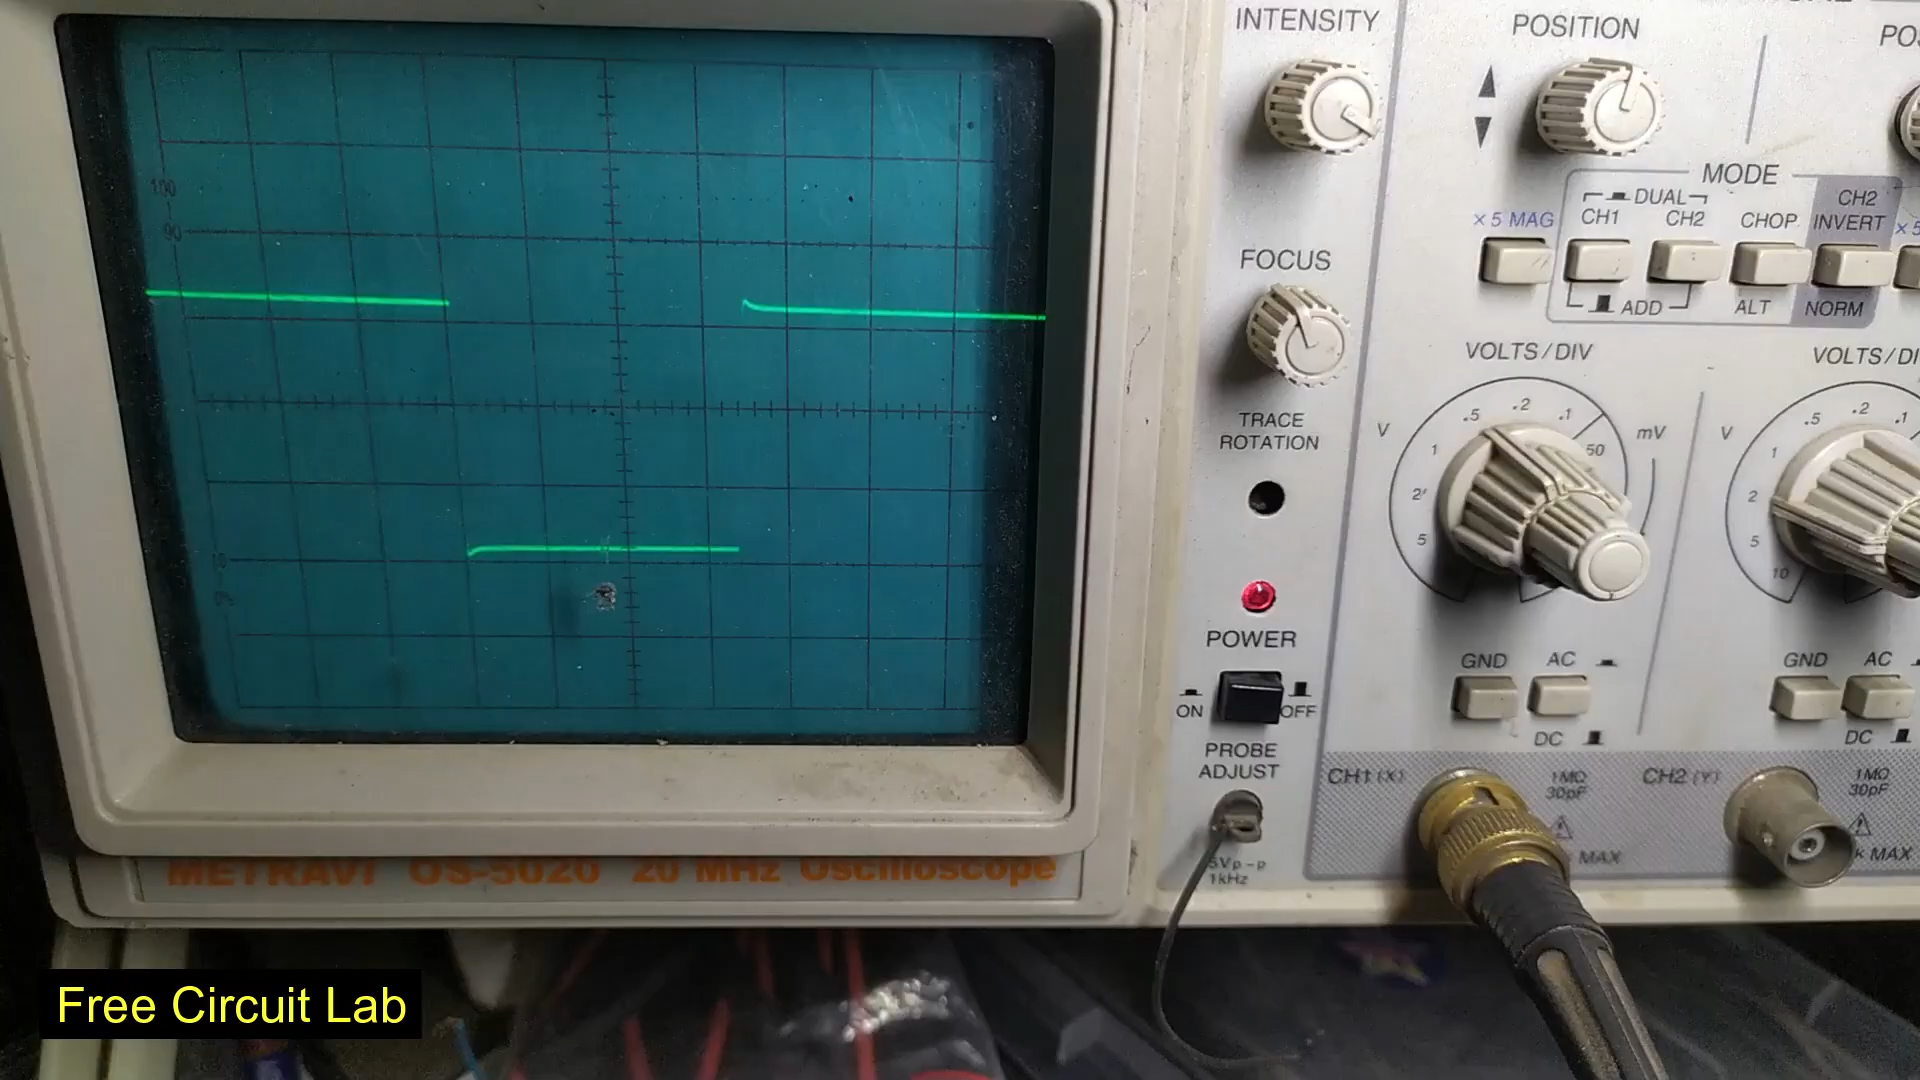 INTENSITY
POSITION
MODE
DUAL
CH2
× 5 MAG
CH1
CH2
CHOP
INVERT
ADD
ALT
NORM
FOCUS
100
90
10
0%
VOLTS/DIV
VOLTS/DI
V
5
2
1
.5
.2
.1
50
mV
V
10
5
2
1
.5
.2
.1
TRACE
ROTATION
POWER
ON
OFF
GND
AC
DC
GND
AC
DC
PROBE
ADJUST
5Vp-p
1kHz
CH1 (X)
1MΩ
30pF
MAX
CH2 (Y)
1MΩ
30pF
k MAX
METRAVI OS-5020 20 MHz Oscilloscope
Free Circuit Lab